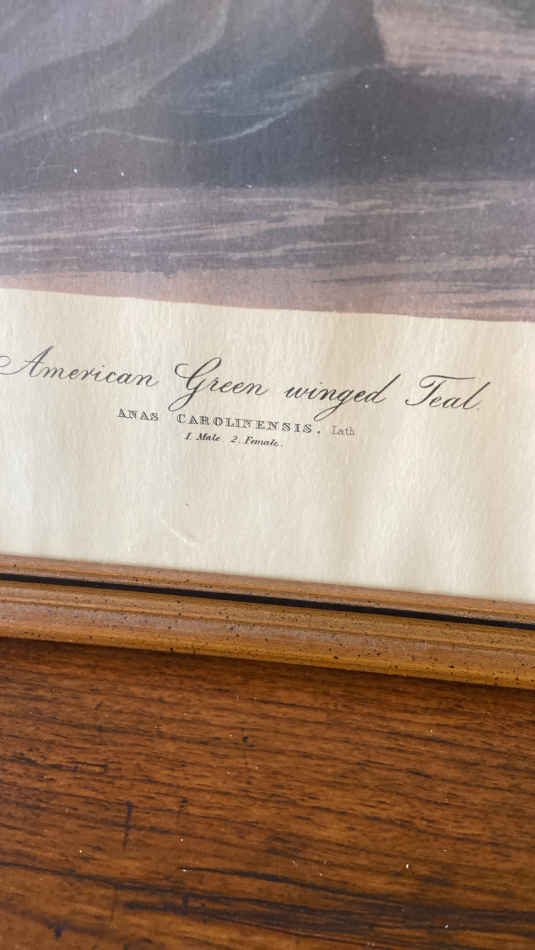 American Green winged Teal.
ANAS CAROLINENSIS. Lath
1. Male 2. Female.